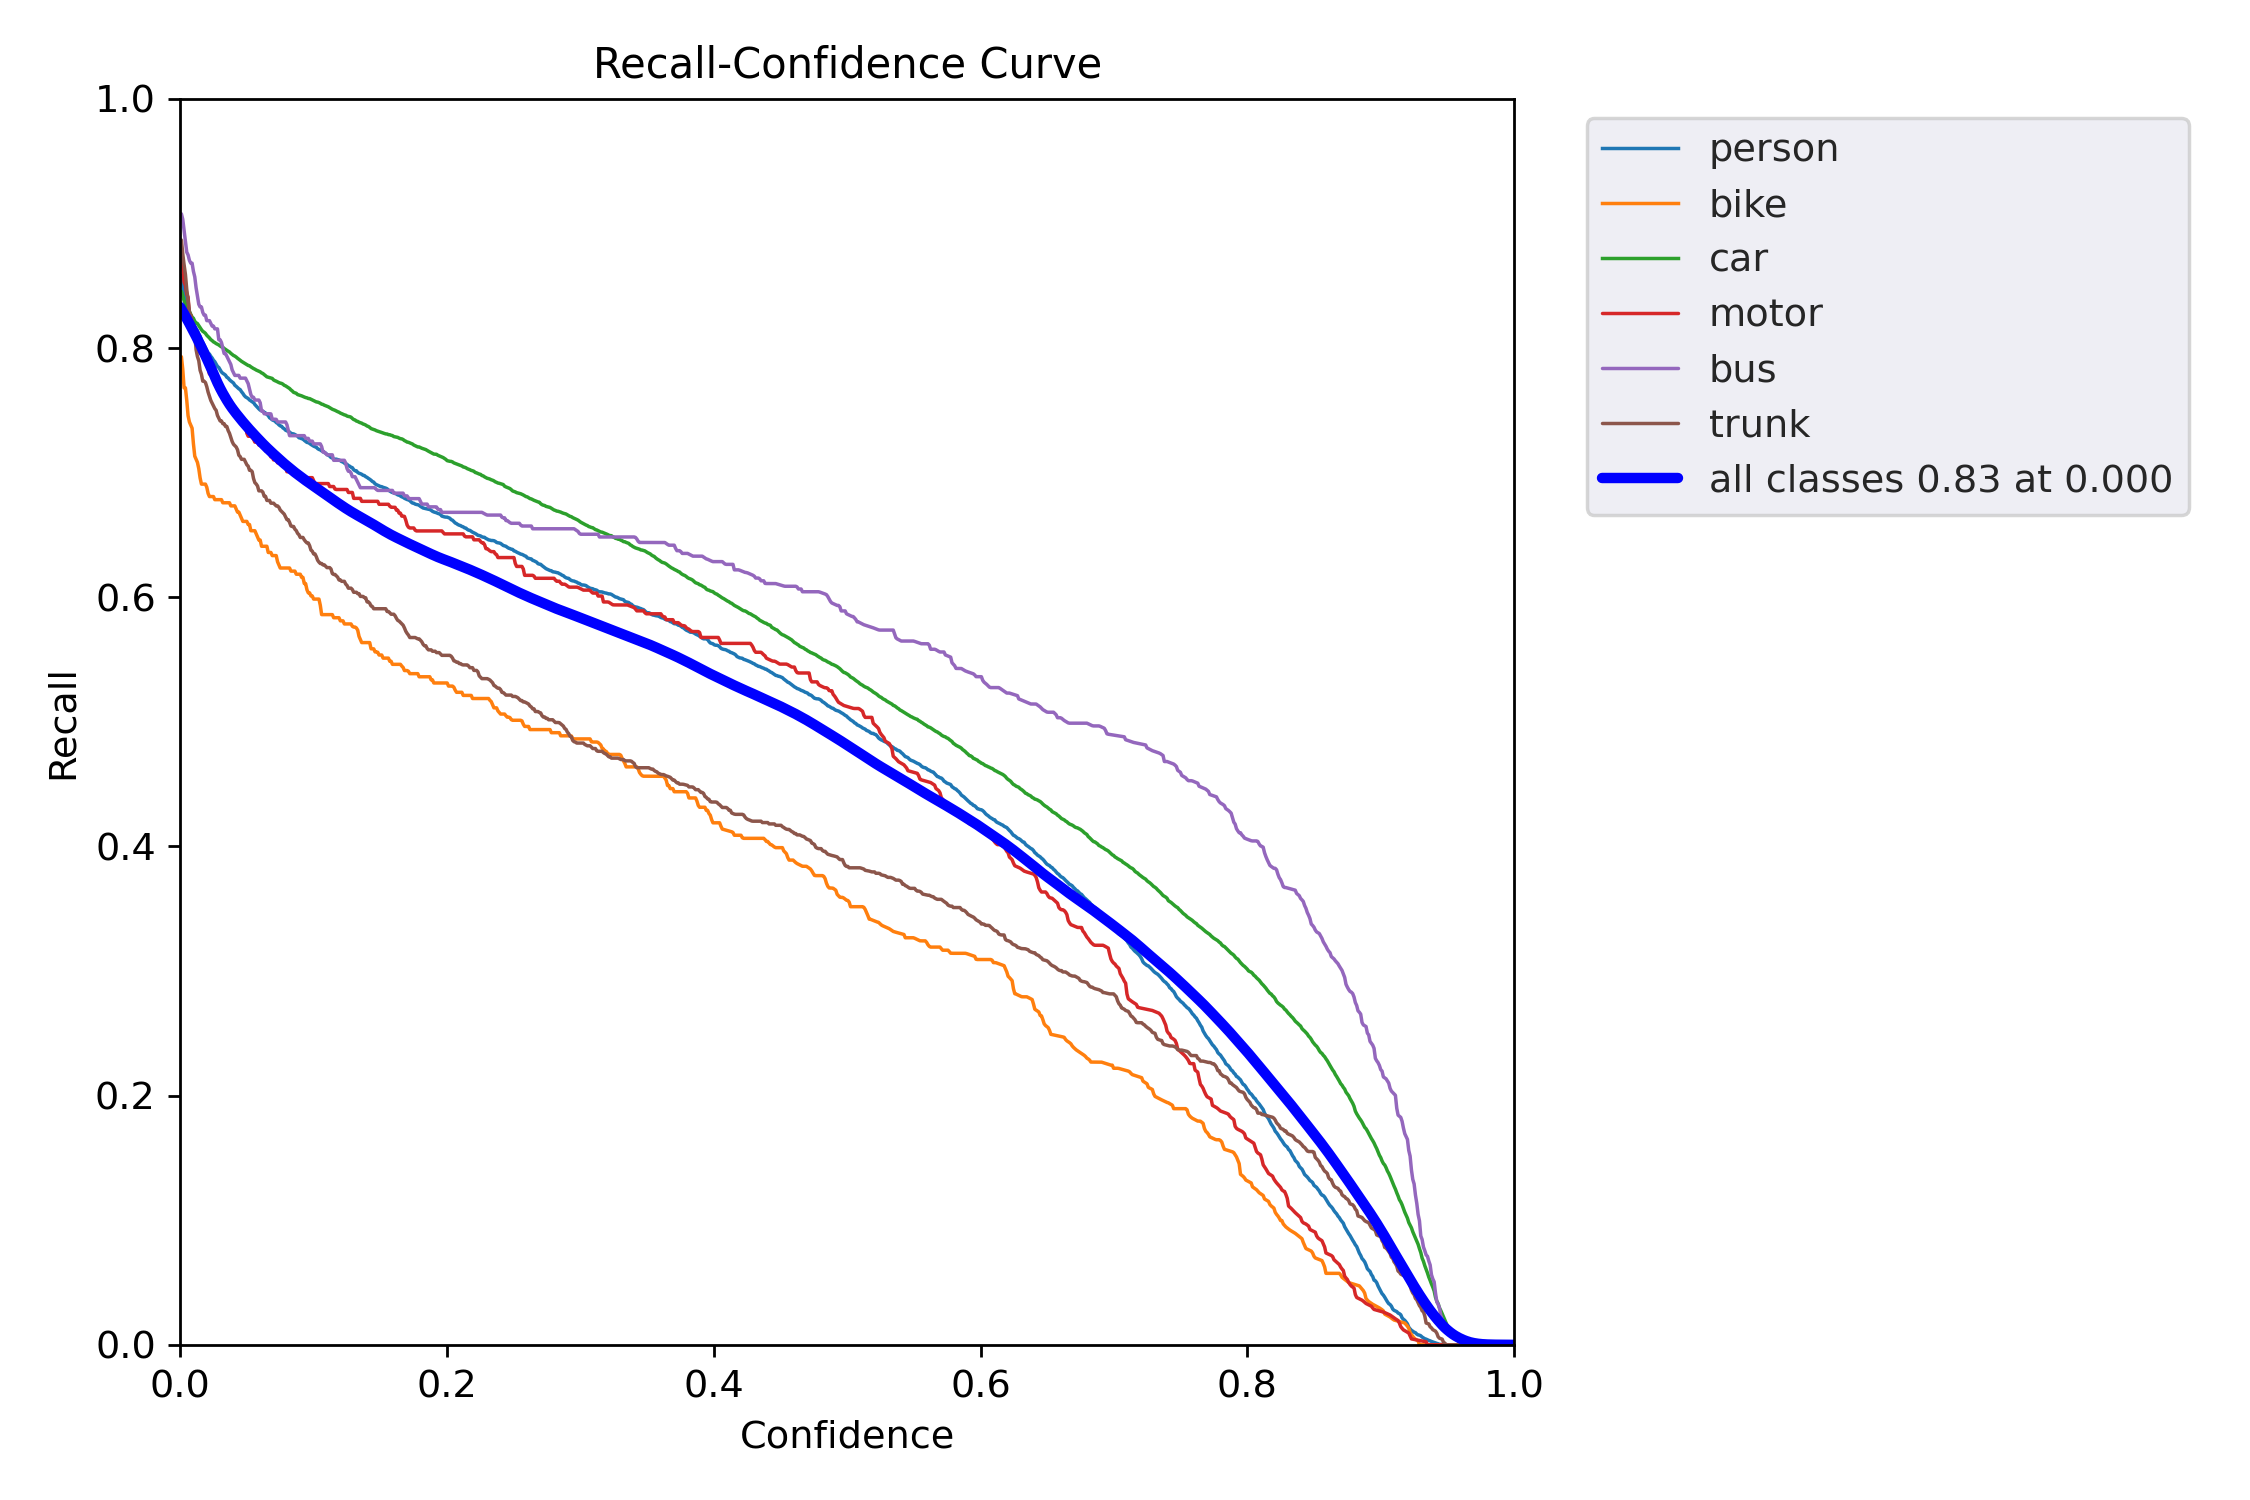 Recall-Confidence Curve
1.0
0.8
0.6
0.4
0.2
0.0
Recall
0.0 0.2 0.4 0.6 0.8 1.0
Confidence
person
bike
car
motor
bus
trunk
all classes 0.83 at 0.000